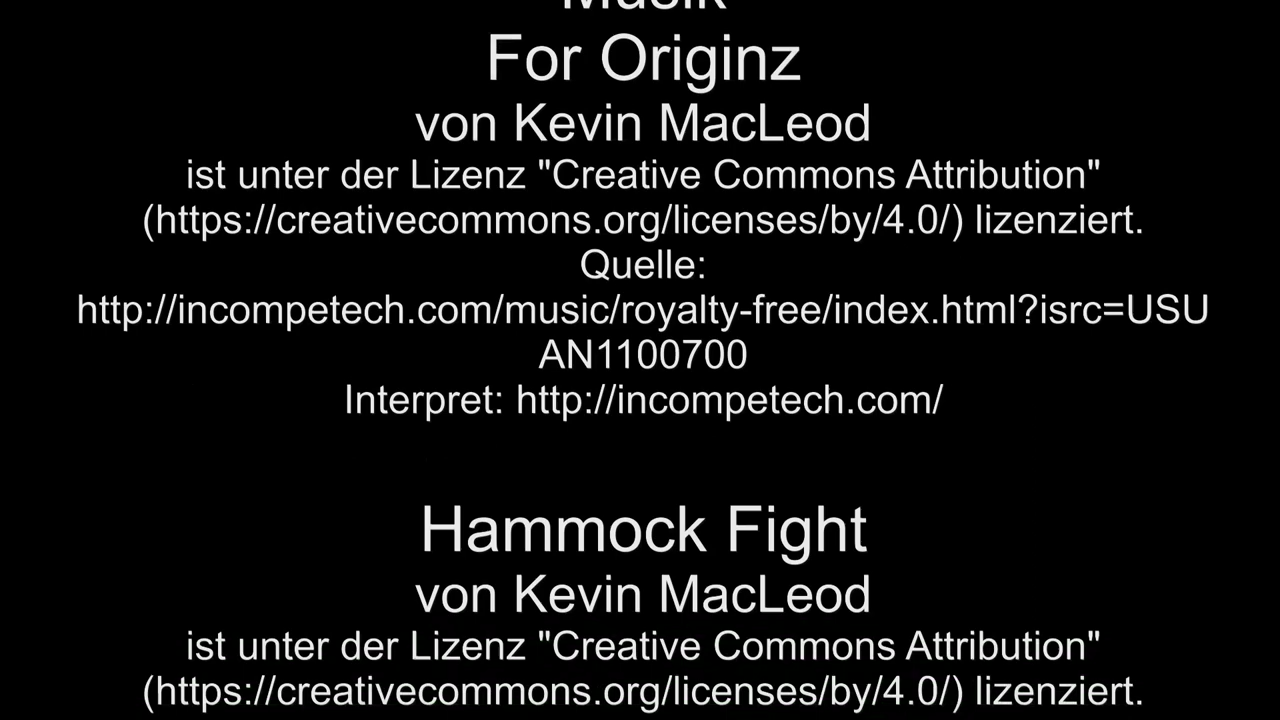 Musik
For Originz
von Kevin MacLeod
ist unter der Lizenz "Creative Commons Attribution"
(https://creativecommons.org/licenses/by/4.0/) lizenziert.
Quelle:
http://incompetech.com/music/royalty-free/index.html?isrc=USU
AN1100700
Interpret: http://incompetech.com/
Hammock Fight
von Kevin MacLeod
ist unter der Lizenz "Creative Commons Attribution"
(https://creativecommons.org/licenses/by/4.0/) lizenziert.